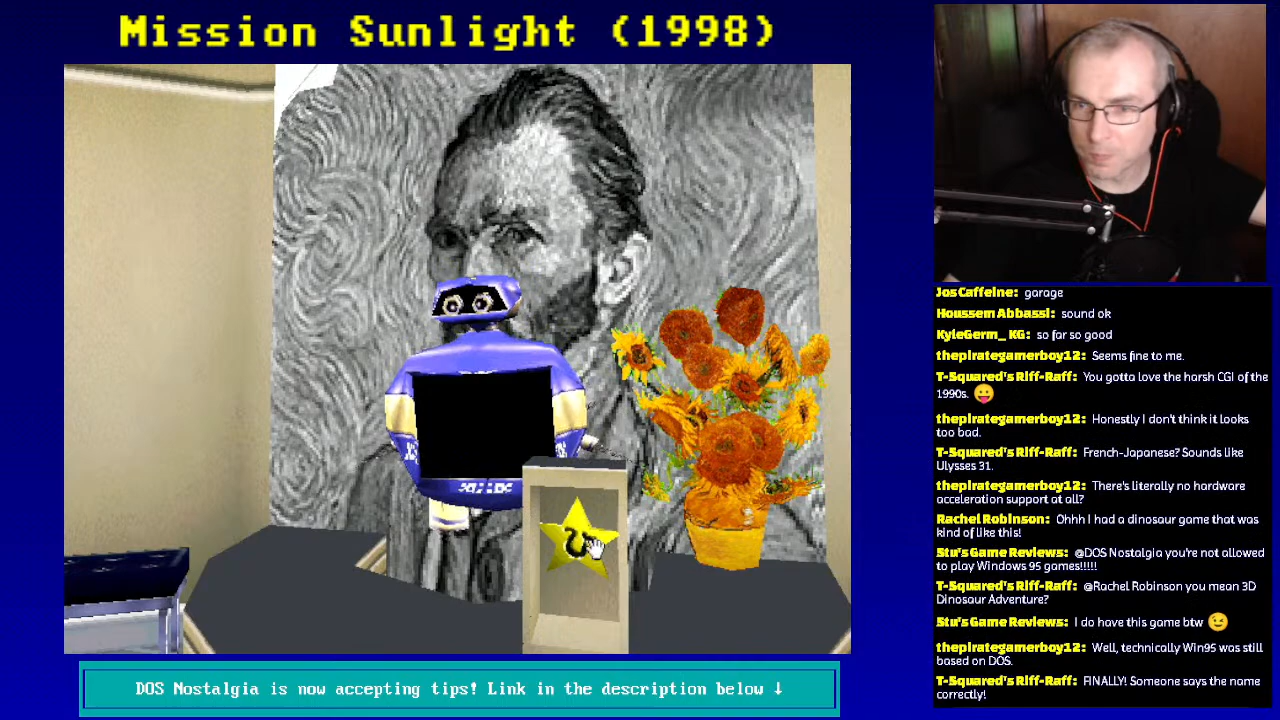 Mission Sunlight (1998)
Jos Caffeine: garage
Houssem Abbassi: sound ok
KyleGerm_ KG: so far so good
thepirategamerboy12: Seems fine to me.
T-Squared's Riff-Raff: You gotta love the harsh CGI of the
1990s. 😛
thepirategamerboy12: Honestly I don't think it looks
too bad.
T-Squared's Riff-Raff: French-Japanese? Sounds like
Ulysses 31.
thepirategamerboy12: There's literally no hardware
acceleration support at all?
Rachel Robinson: Ohhh I had a dinosaur game that was
kind of like this!
Stu's Game Reviews: @DOS Nostalgia you're not allowed
to play Windows 95 games!!!!!
T-Squared's Riff-Raff: @Rachel Robinson you mean 3D
Dinosaur Adventure?
Stu's Game Reviews: I do have this game btw 😉
thepirategamerboy12: Well, technically Win95 was still
based on DOS.
T-Squared's Riff-Raff: FINALLY! Someone says the name
correctly!
DOS Nostalgia is now accepting tips! Link in the description below ↓